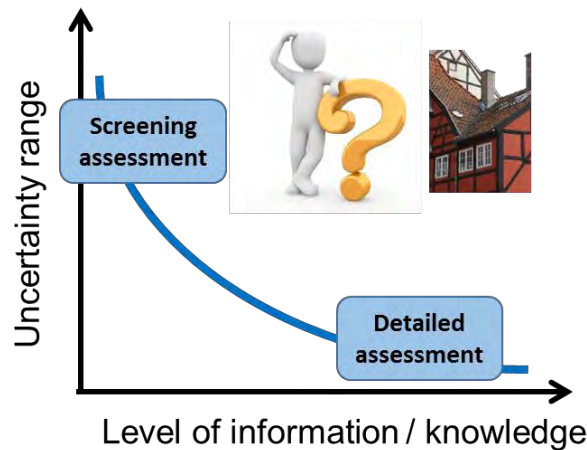 Uncertainty range
Screening
assessment
Detailed
assessment
Level of information / knowledge